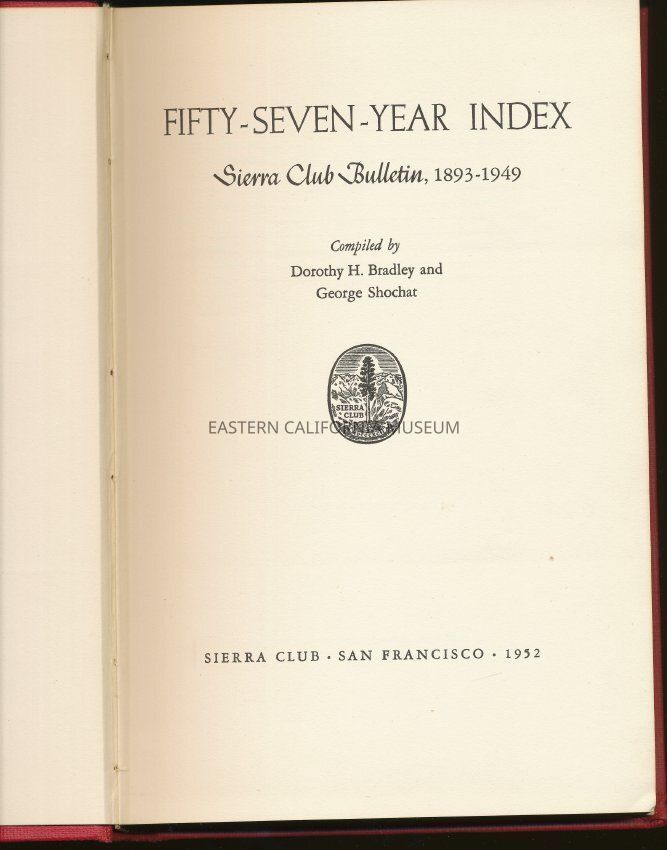 FIFTY-SEVEN-YEAR INDEX
Sierra Club Bulletin, 1893-1949
Compiled by
Dorothy H. Bradley and
George Shochat
SIERRA
CLUB
EASTERN CALIFORNIA MUSEUM
SIERRA CLUB · SAN FRANCISCO · 1952